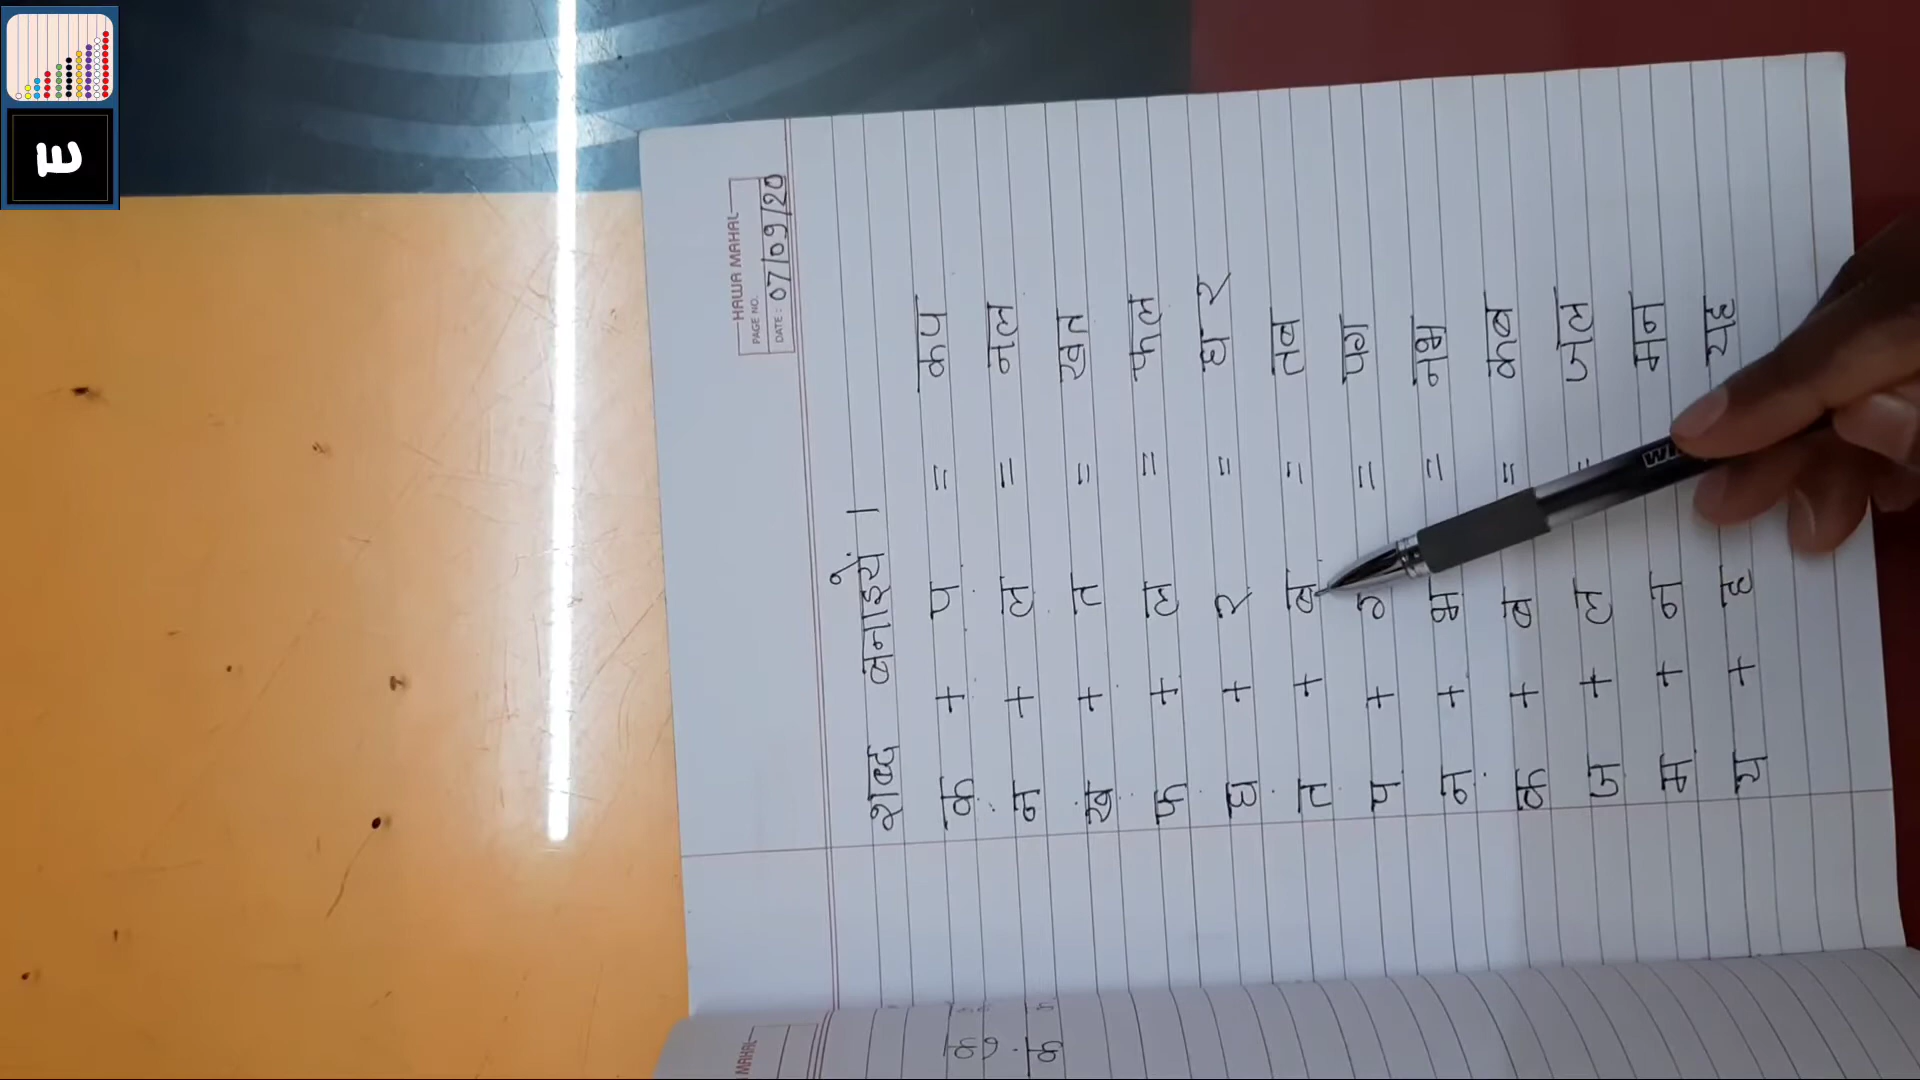 HAWA MAHAL
PAGE NO.
DATE: 07/09/20
शब्द बनाइयें।
क + प = कप
न + ल = नल
ख + त = खत
फ + ल = फल
घ + र = घर
त + ब = तब
प + ग = पग
न + भ = नभ
क + ब = कब
ज + ल = जल
म + न = मन
य + ह = यह
MAHAL
क
क